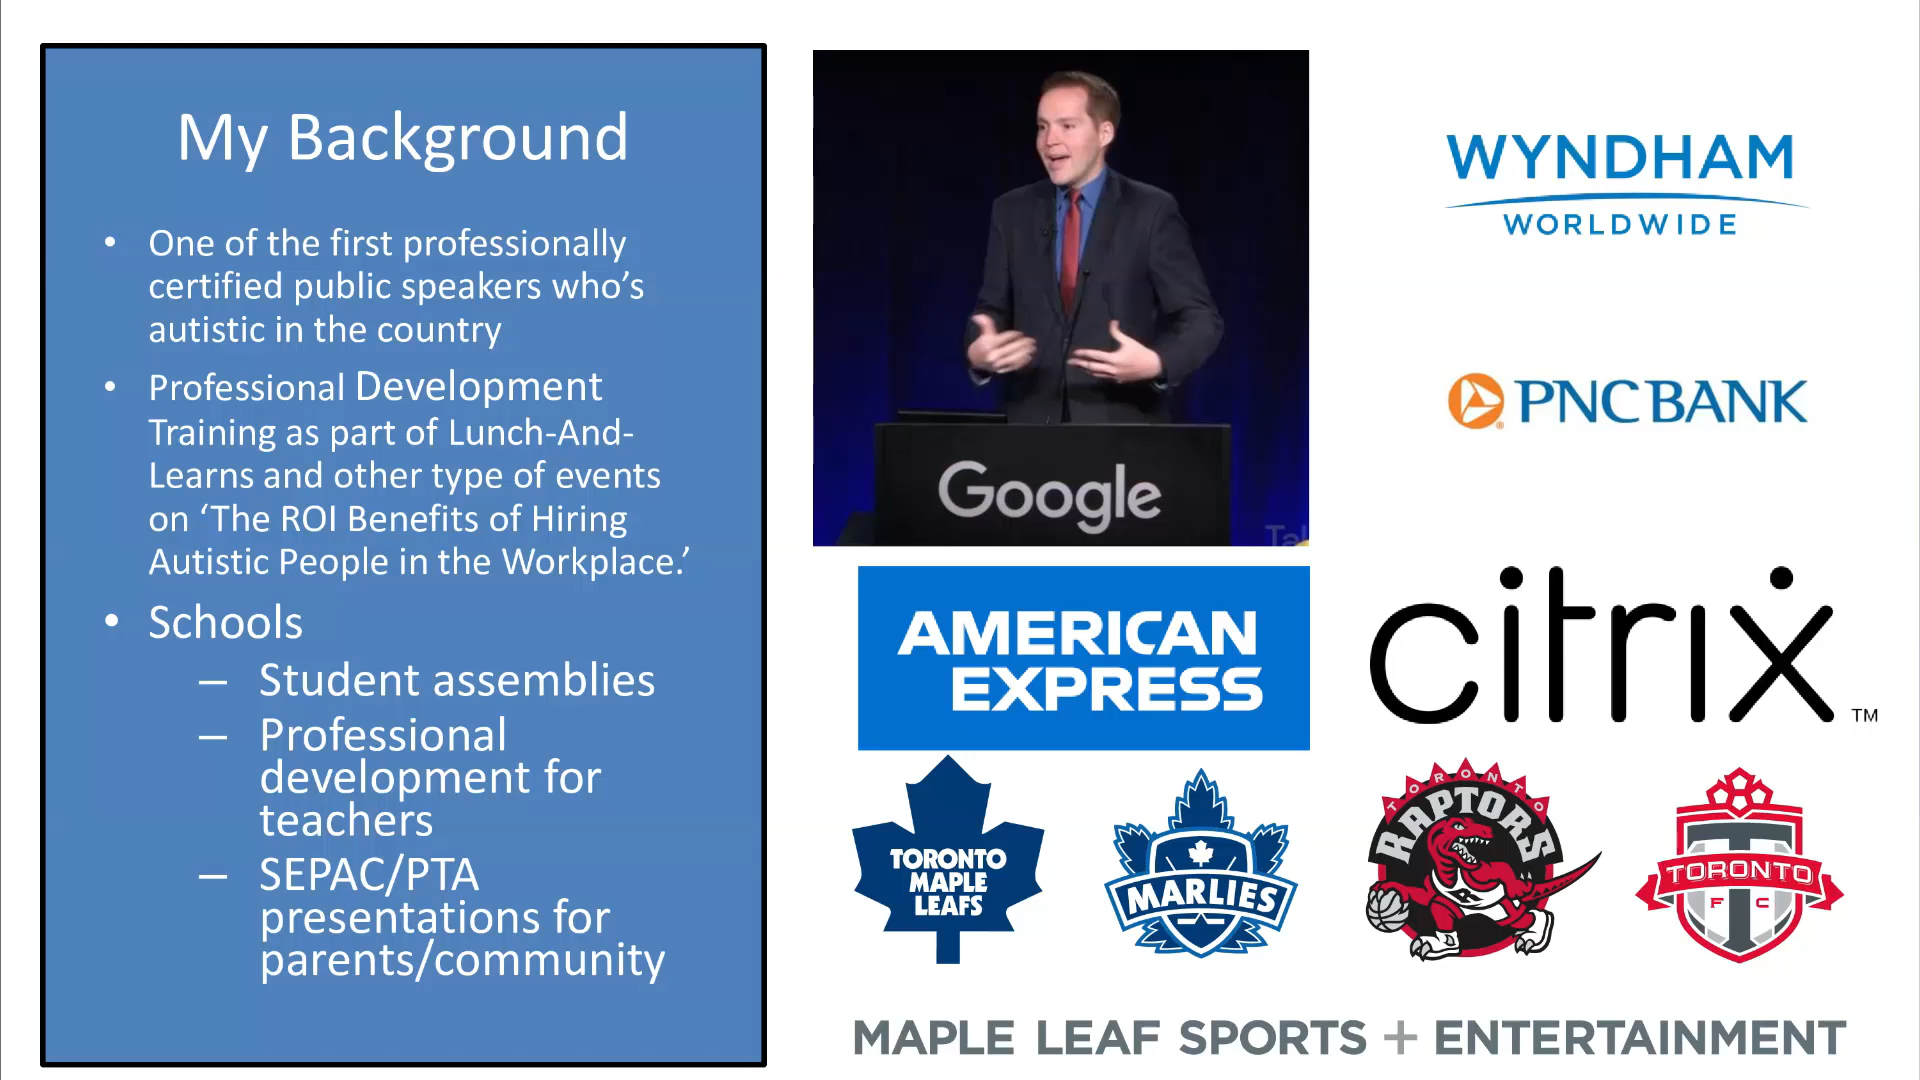 My Background
• One of the first professionally
certified public speakers who's
autistic in the country
• Professional Development
Training as part of Lunch-And-
Learns and other type of events
on ‘The ROI Benefits of Hiring
Autistic People in the Workplace.’
• Schools
– Student assemblies
– Professional
development for
teachers
– SEPAC/PTA
presentations for
parents/community
Google
WYNDHAM
WORLDWIDE
PNC BANK
AMERICAN
EXPRESS
citrix
TM
TORONTO
MAPLE
LEAFS
MARLIES
TORONTO
RAPTORS
TORONTO
F C
MAPLE LEAF SPORTS + ENTERTAINMENT